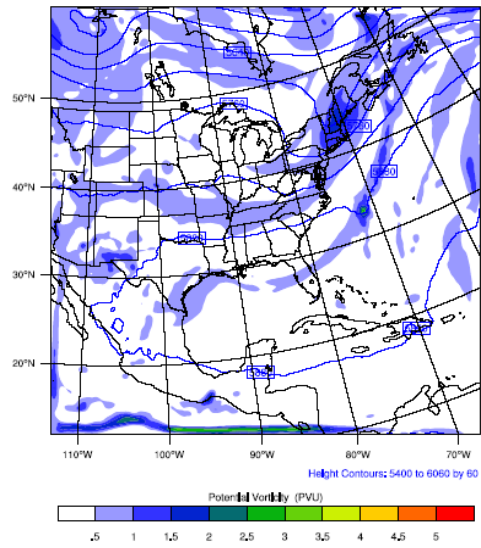 50°N
40°N
30°N
20°N
110°W 100°W 90°W 80°W 70°W
Height Contours: 5400 to 6060 by 60
Potential Vorticity (PVU)
.5 1 1.5 2 2.5 3 3.5 4 4.5 5